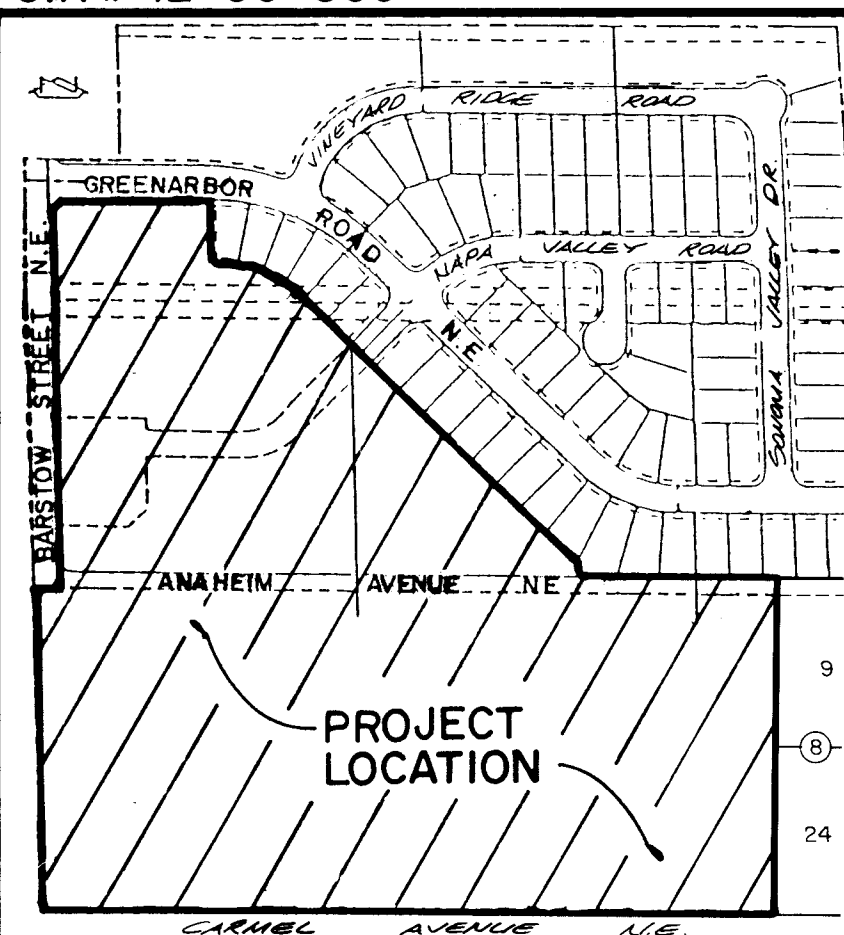 VINEYARD RIDGE ROAD
GREENARBOR
ROAD
N.E.
NAPA VALLEY ROAD
SONOMA VALLEY DR.
BARSTOW STREET N.E.
ANAHEIM AVENUE NE
9
PROJECT
LOCATION
8
24
CARMEL AVENUE N.E.